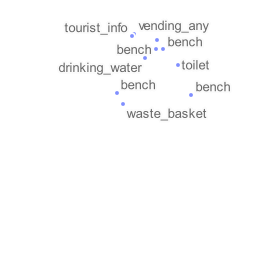 tourist_info
vending_any
bench
bench
drinking_water
toilet
bench
bench
waste_basket